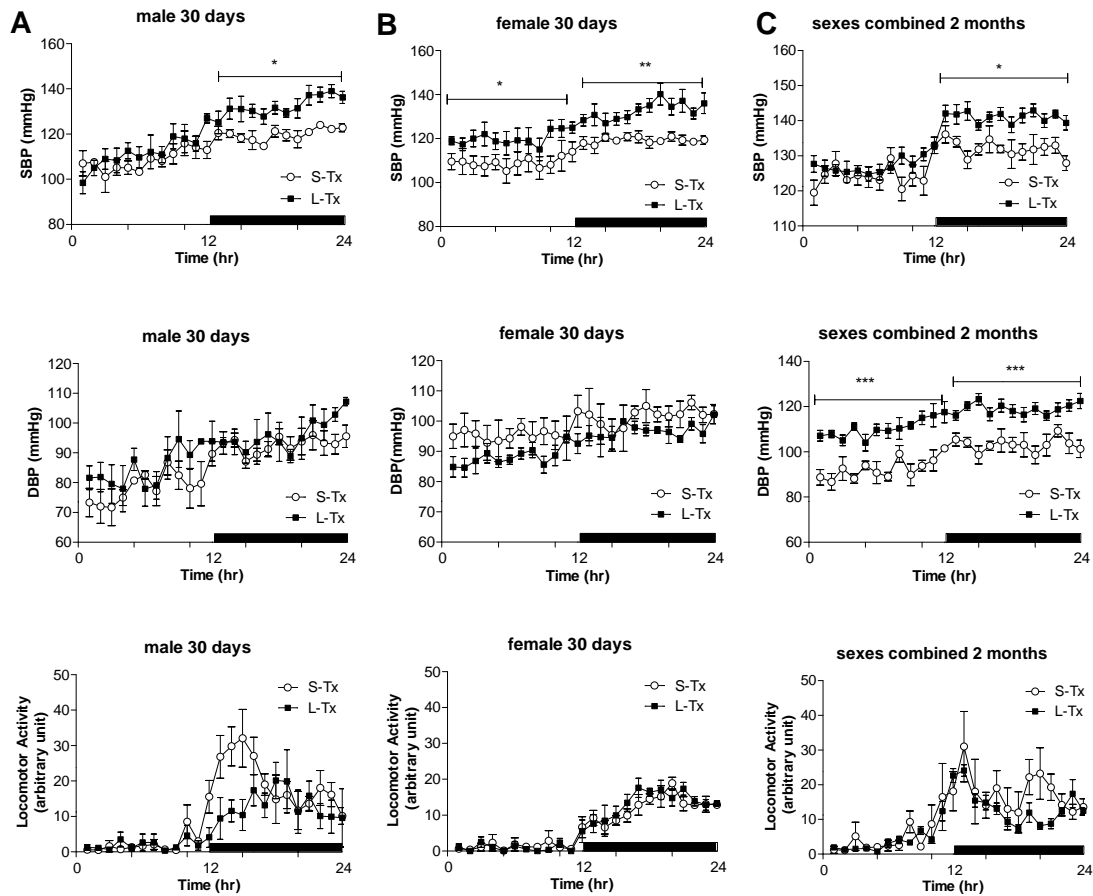 A
male 30 days
SBP (mmHg)
160
140
120
100
80
*
S-Tx
L-Tx
0
12
24
Time (hr)
B
female 30 days
SBP (mmHg)
160
140
120
100
80
*
**
S-Tx
L-Tx
0
12
24
Time (hr)
C
sexes combined 2 months
SBP (mmHg)
160
150
140
130
120
110
*
S-Tx
L-Tx
0
12
24
Time (hr)
male 30 days
DBP (mmHg)
120
110
100
90
80
70
60
S-Tx
L-Tx
0
12
24
Time (hr)
female 30 days
DBP (mmHg)
120
110
100
90
80
70
60
S-Tx
L-Tx
0
12
24
Time (hr)
sexes combined 2 months
DBP (mmHg)
140
120
100
80
60
***
***
S-Tx
L-Tx
0
12
24
Time (hr)
male 30 days
Locomotor Activity
(arbitrary unit)
50
40
30
20
10
0
S-Tx
L-Tx
0
12
24
Time (hr)
female 30 days
Locomotor Activity
(arbitrary unit)
50
40
30
20
10
0
S-Tx
L-Tx
0
12
24
Time (hr)
sexes combined 2 months
Locomotor Activity
(arbitrary unit)
50
40
30
20
10
0
S-Tx
L-Tx
0
12
24
Time (hr)